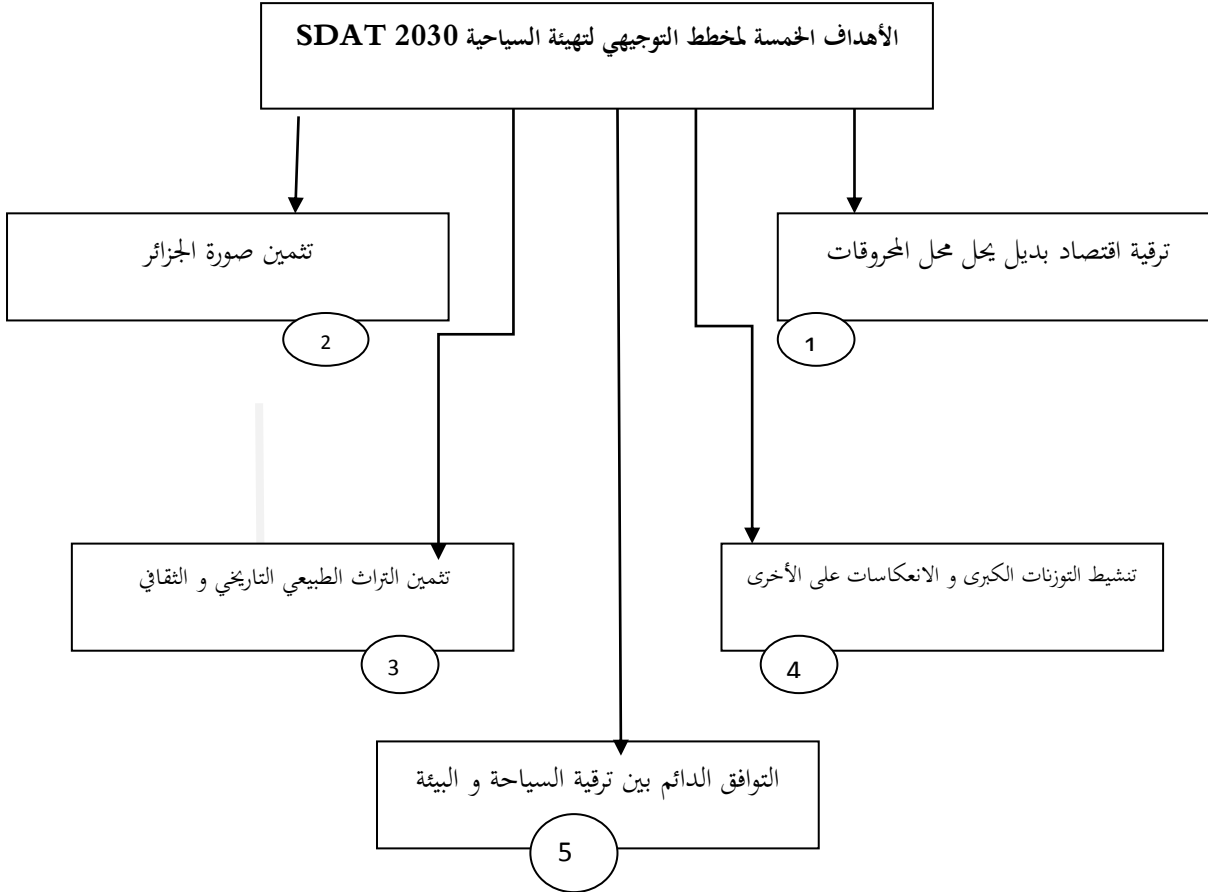 الأهداف الخمسة لمخطط التوجيهي لتهيئة السياحية SDAT 2030
ترقية اقتصاد بديل يحل محل المحروقات
1
تثمين صورة الجزائر
2
تثمين التراث الطبيعي التاريخي و الثقافي
3
تنشيط التوزنات الكبرى و الانعكاسات على الأخرى
4
التوافق الدائم بين ترقية السياحة و البيئة
5